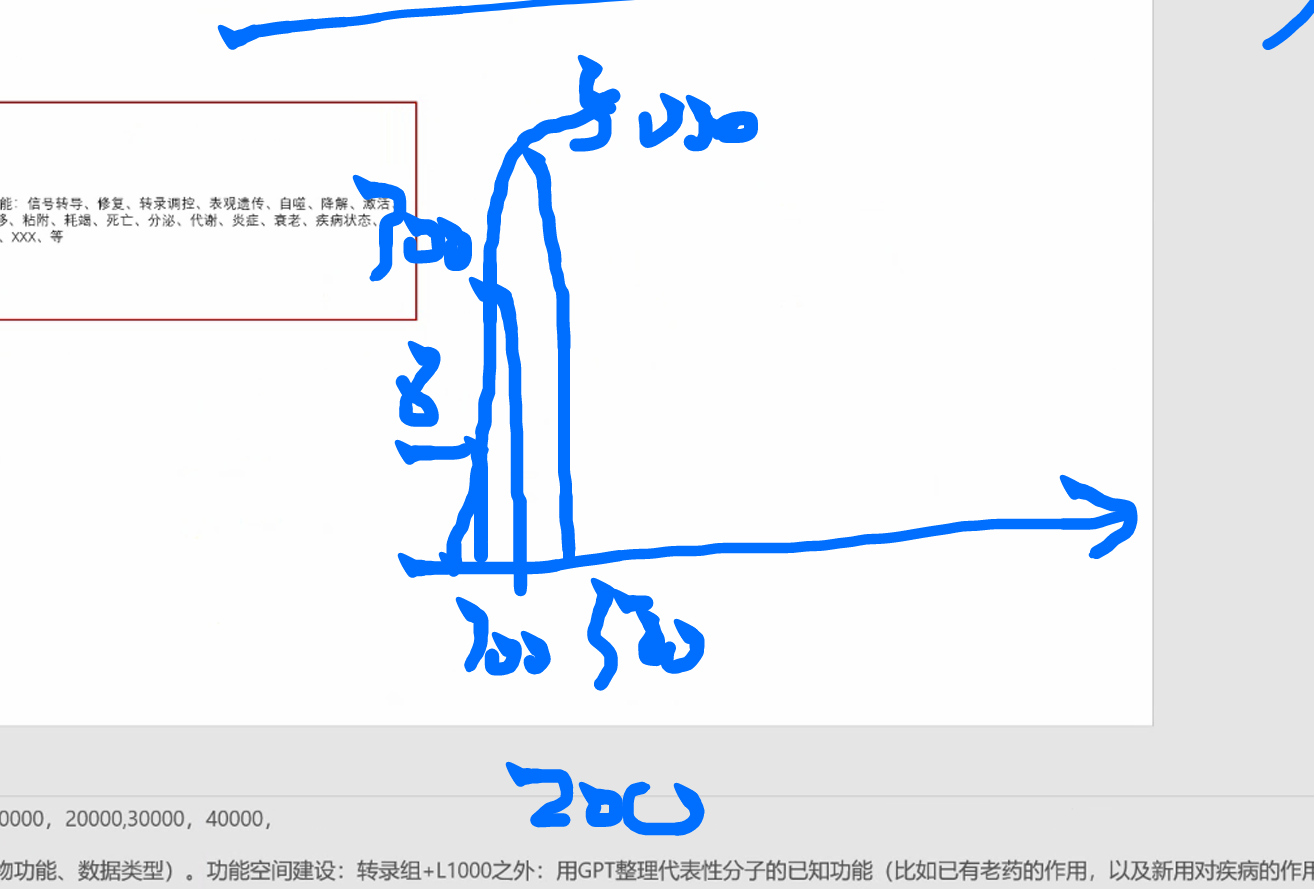 能：信号转导、修复、转录调控、表观遗传、自噬、降解、激活、
移、粘附、耗竭、死亡、分泌、代谢、炎症、衰老、疾病状态、
、XXX、等
8
200
0000，20000,30000，40000，
物功能、数据类型）。功能空间建设：转录组+L1000之外：用GPT整理代表性分子的已知功能（比如已有老药的作用，以及新用对疾病的作用